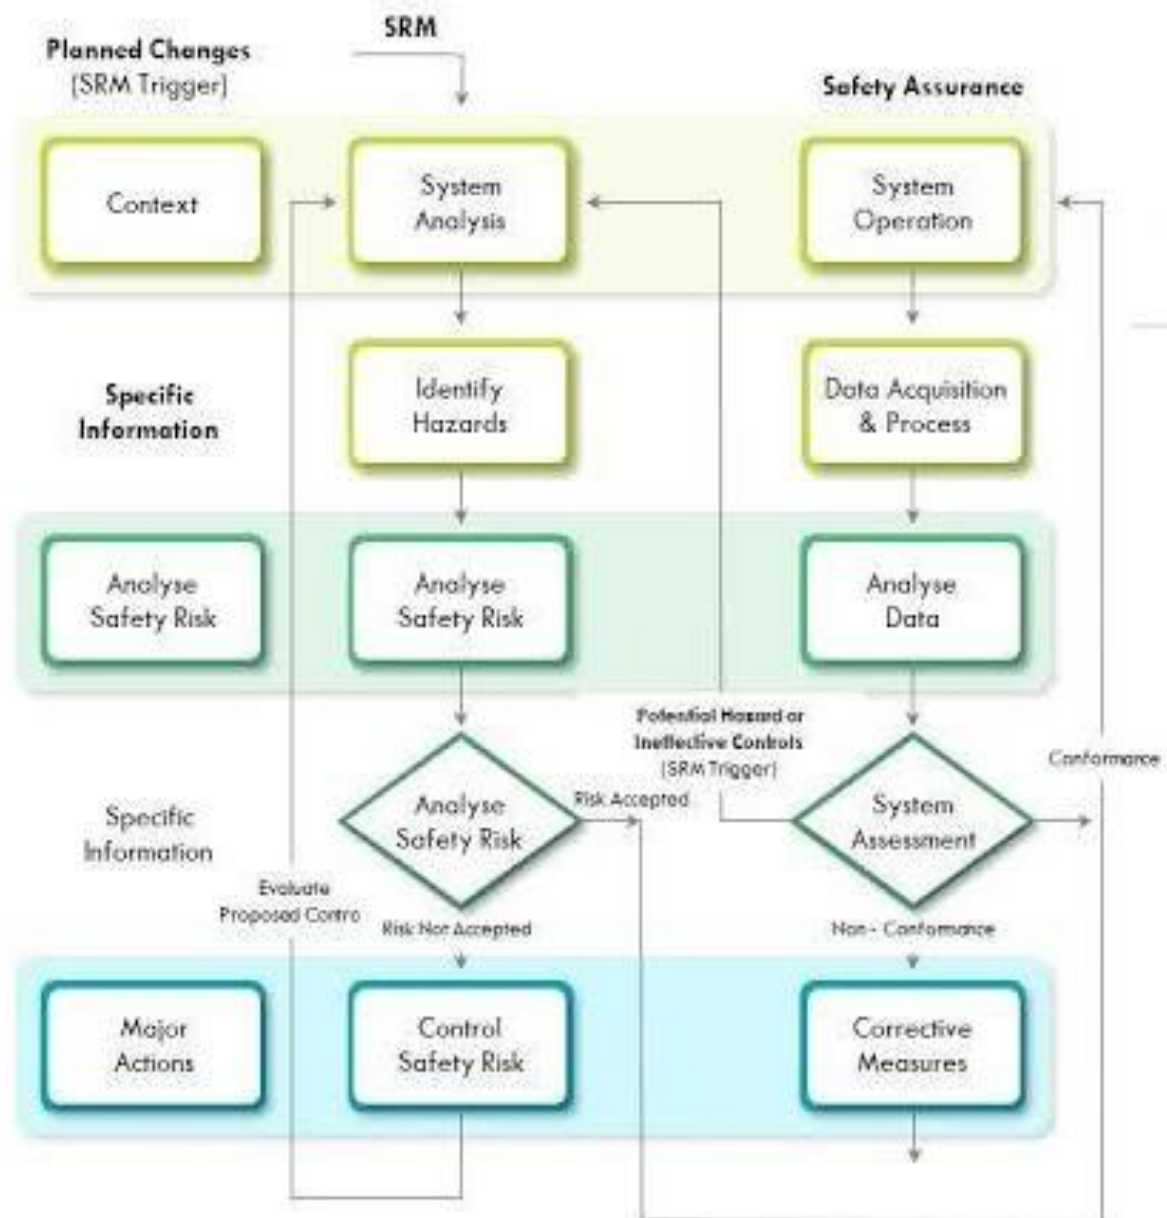 SRM
Planned Changes
(SRM Trigger)
Safety Assurance
Context
System
Analysis
System
Operation
Specific
Information
Identify
Hazards
Data Acquisition
& Process
Analyse
Safety Risk
Analyse
Safety Risk
Analyse
Data
Potential Hazard or
Ineffective Controls
(SRM Trigger)
Conformance
Specific
Information
Analyse
Safety Risk
Risk Accepted
System
Assessment
Evaluate
Proposed Contro
Risk Not Accepted
Non - Conformance
Major
Actions
Control
Safety Risk
Corrective
Measures